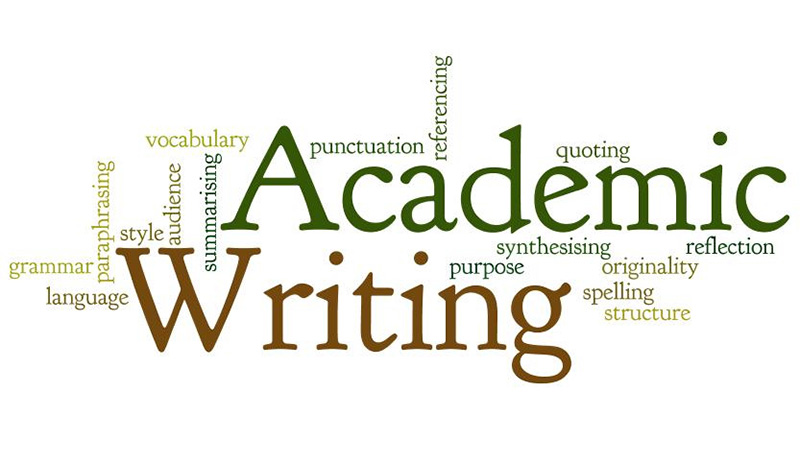 referencing
vocabulary
punctuation
quoting
Academic
paraphrasing
audience
summarising
style
synthesising
reflection
Writing
grammar
purpose
originality
language
spelling
structure